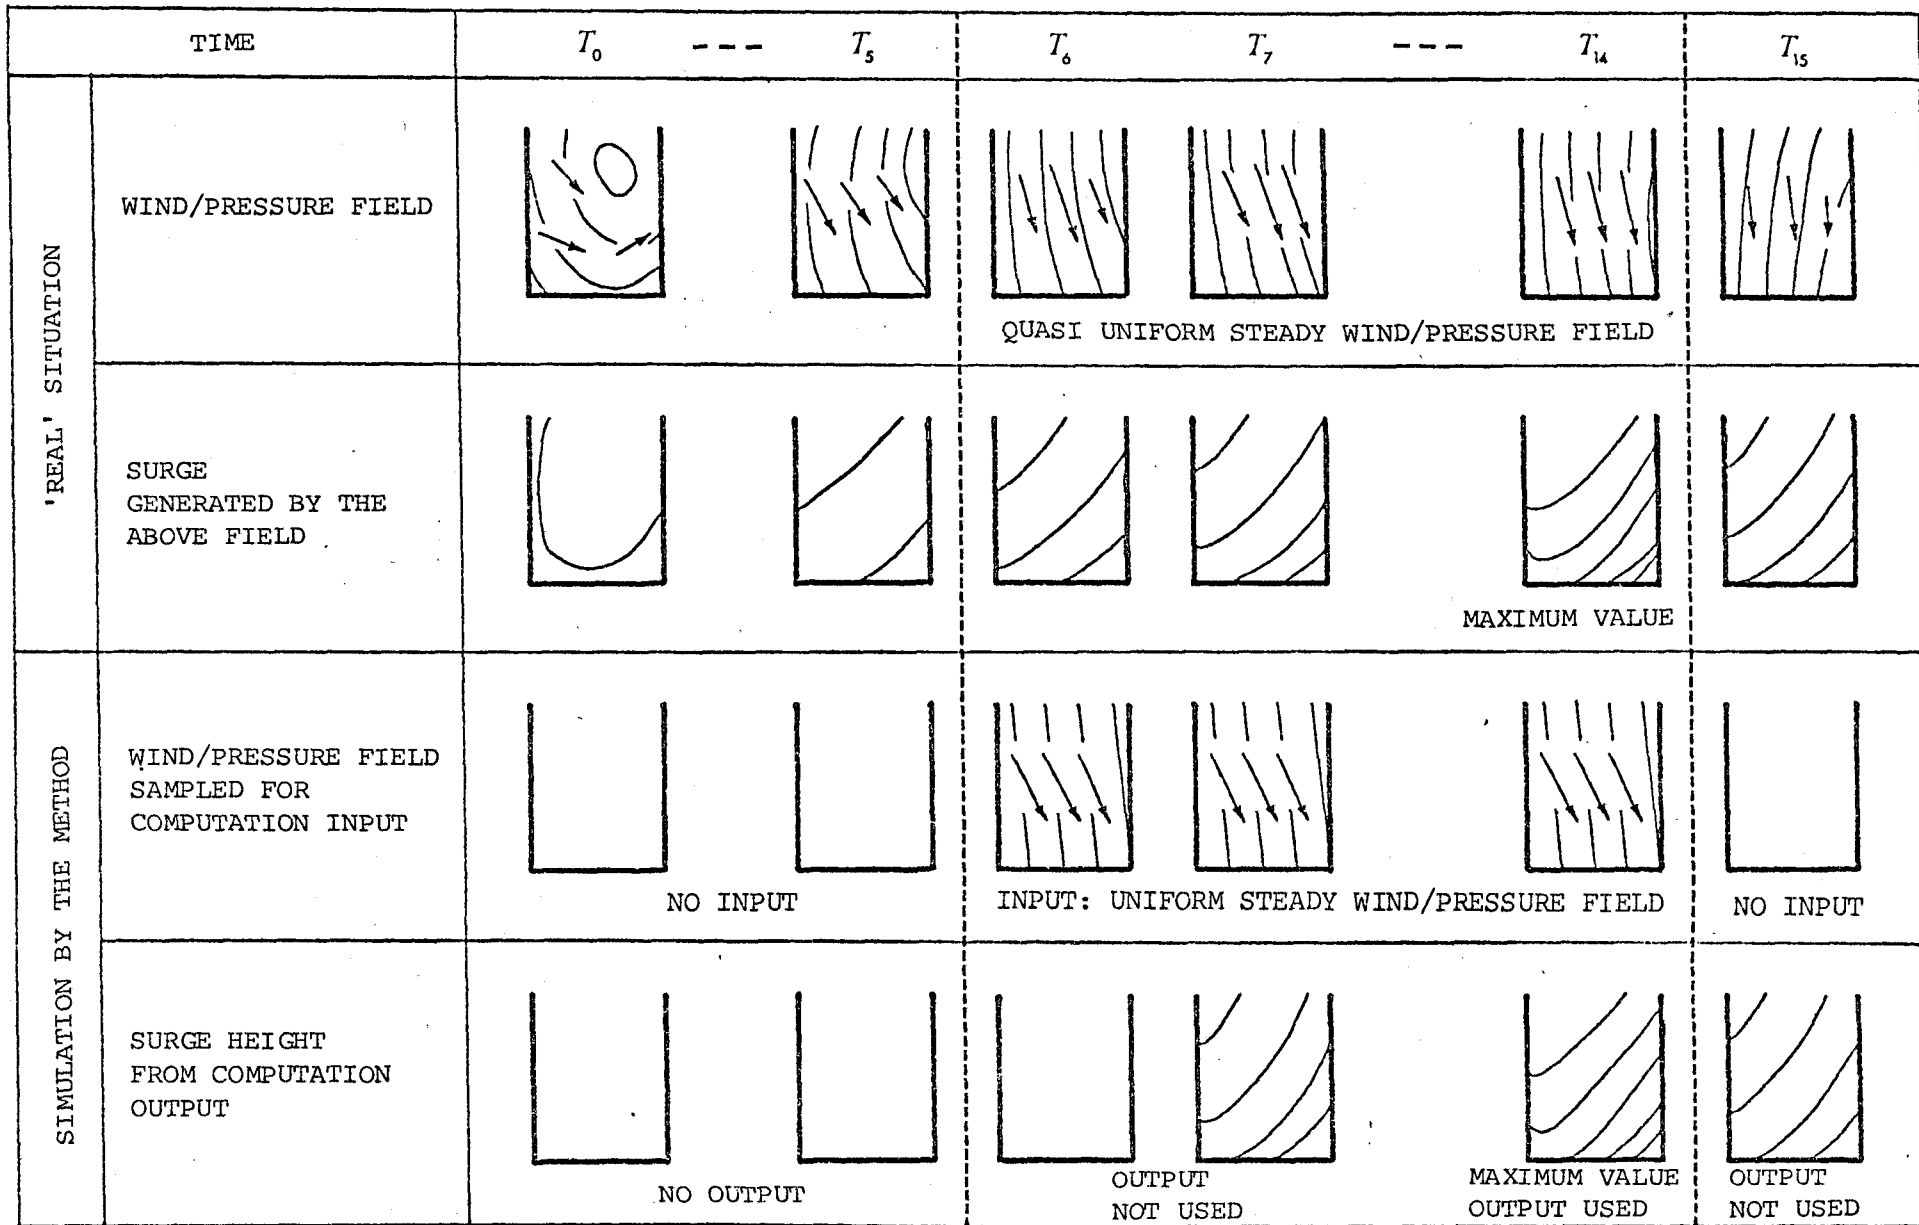 TIME T₀ --- T₅ T₆ T₇ --- T₁₄ T₁₅
'REAL' SITUATION
WIND/PRESSURE FIELD
QUASI UNIFORM STEADY WIND/PRESSURE FIELD
SURGE
GENERATED BY THE
ABOVE FIELD
MAXIMUM VALUE
SIMULATION BY THE METHOD
WIND/PRESSURE FIELD
SAMPLED FOR
COMPUTATION INPUT
NO INPUT
INPUT: UNIFORM STEADY WIND/PRESSURE FIELD
NO INPUT
SURGE HEIGHT
FROM COMPUTATION
OUTPUT
NO OUTPUT
OUTPUT
NOT USED
MAXIMUM VALUE
OUTPUT USED
OUTPUT
NOT USED